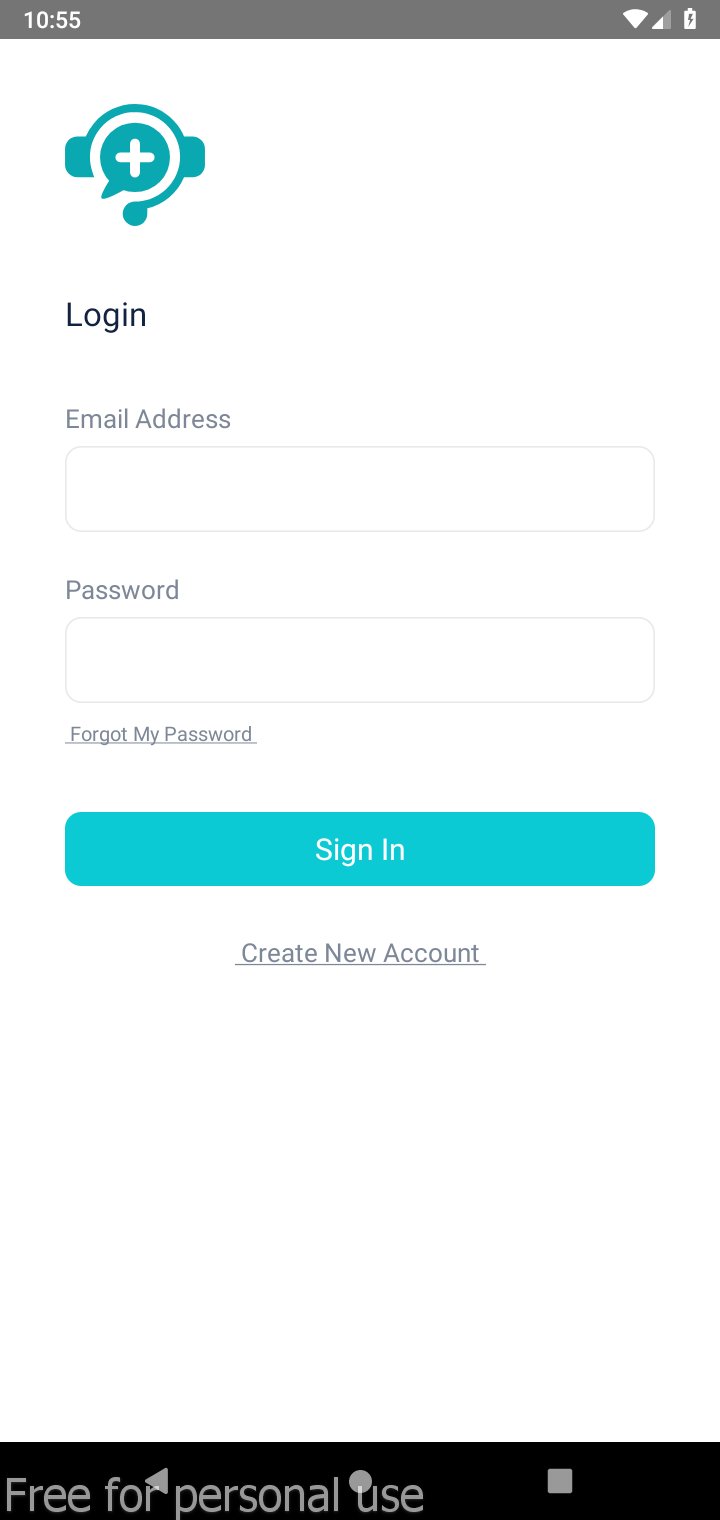 10:55
Login
Email Address
Password
Forgot My Password
Sign In
Create New Account
Free for personal use